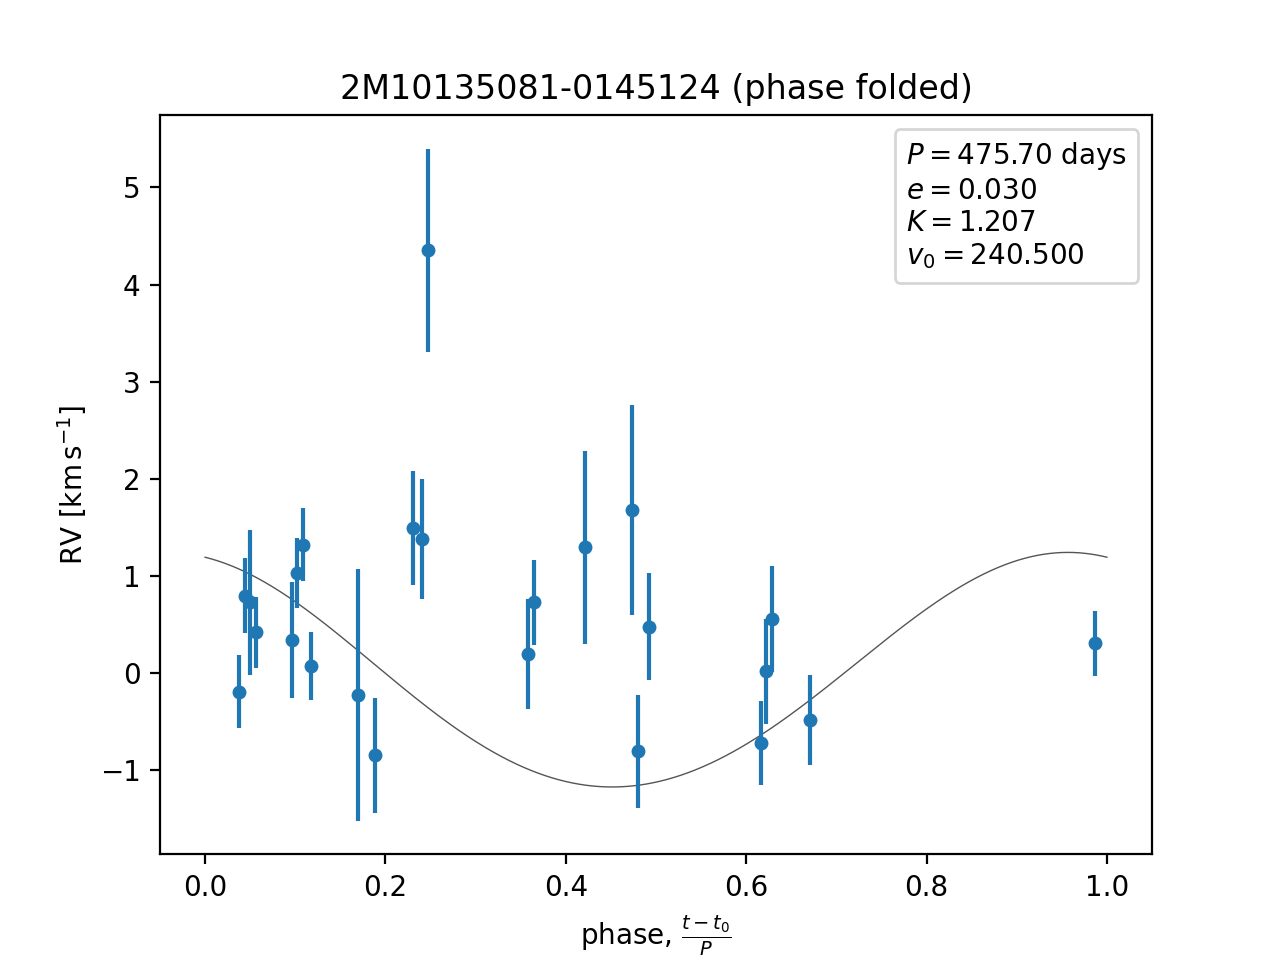 2M10135081-0145124 (phase folded)
P = 475.70 days
e = 0.030
K = 1.207
v₀ = 240.500
RV [km s⁻¹]
5
4
3
2
1
0
−1
0.0 0.2 0.4 0.6 0.8 1.0
phase, (t − t₀)/P